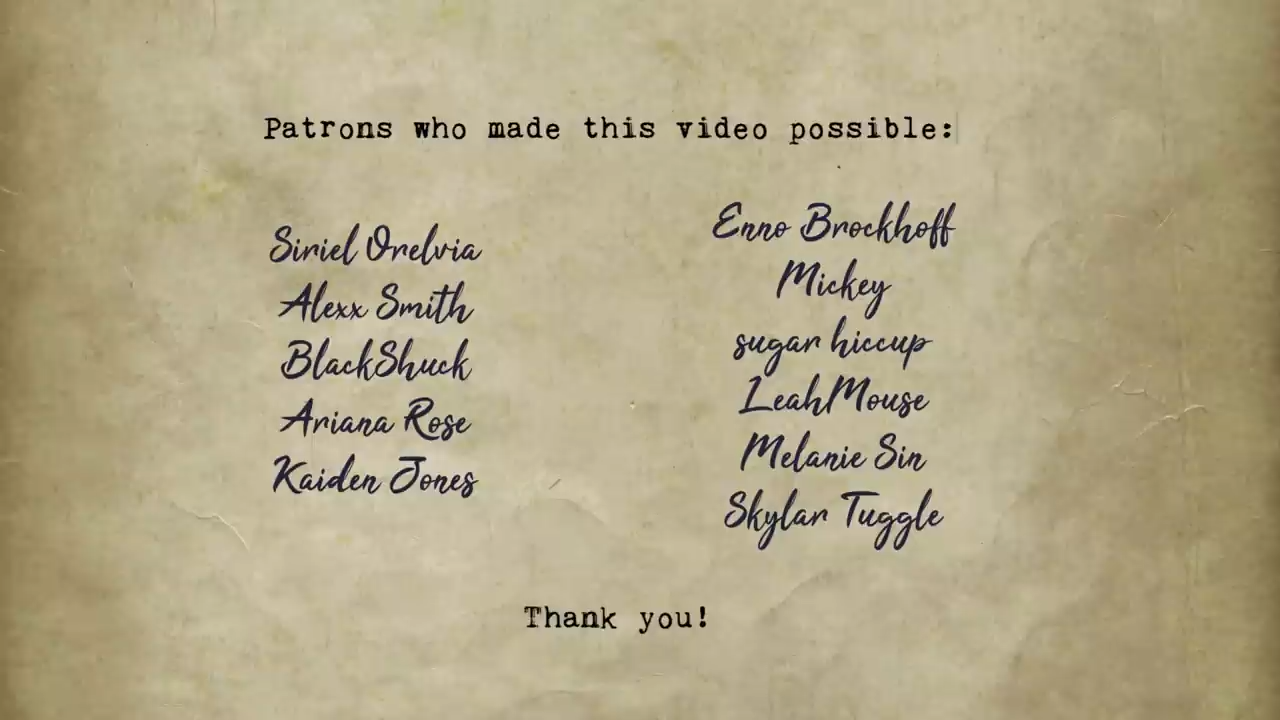 Patrons who made this video possible:
Siriel Orelvia
Alexx Smith
BlackShuck
Ariana Rose
Kaiden Jones
Enno Brockhoff
Mickey
sugar hiccup
LeahMouse
Melanie Sin
Skylar Tuggle
Thank you!